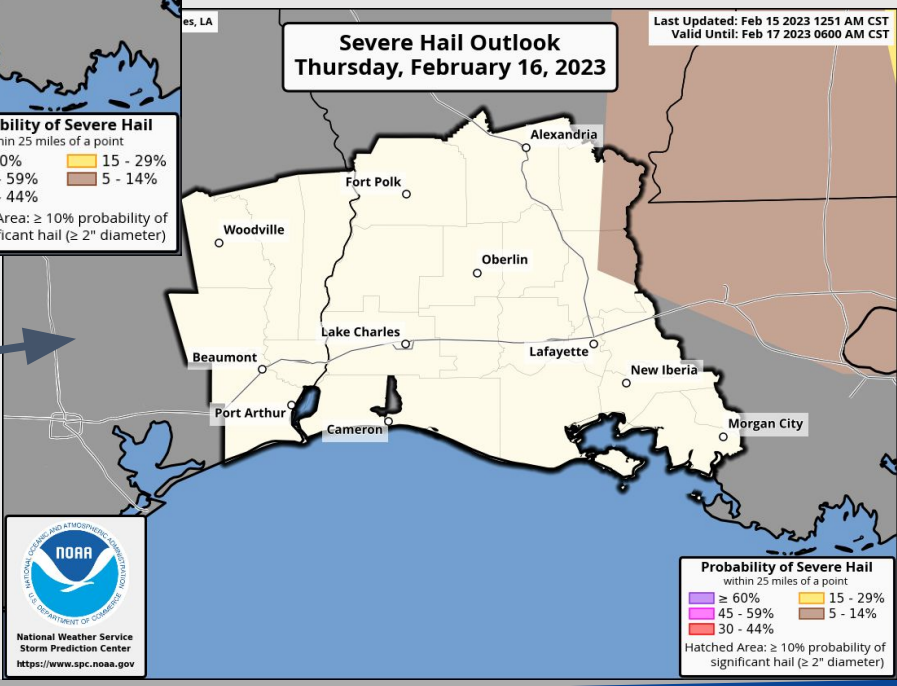 es, LA
Severe Hail Outlook
Thursday, February 16, 2023
Last Updated: Feb 15 2023 1251 AM CST
Valid Until: Feb 17 2023 0600 AM CST
bility of Severe Hail
hin 25 miles of a point
0%
15 - 29%
- 59%
5 - 14%
- 44%
Area: ≥ 10% probability of
ficant hail (≥ 2" diameter)
Alexandria
Fort Polk
Woodville
Oberlin
Lake Charles
Lafayette
Beaumont
New Iberia
Port Arthur
Cameron
Morgan City
NATIONAL OCEANIC AND ATMOSPHERIC ADMINISTRATION
NOAA
U.S. DEPARTMENT OF COMMERCE
National Weather Service
Storm Prediction Center
https://www.spc.noaa.gov
Probability of Severe Hail
within 25 miles of a point
≥ 60%
15 - 29%
45 - 59%
5 - 14%
30 - 44%
Hatched Area: ≥ 10% probability of
significant hail (≥ 2" diameter)